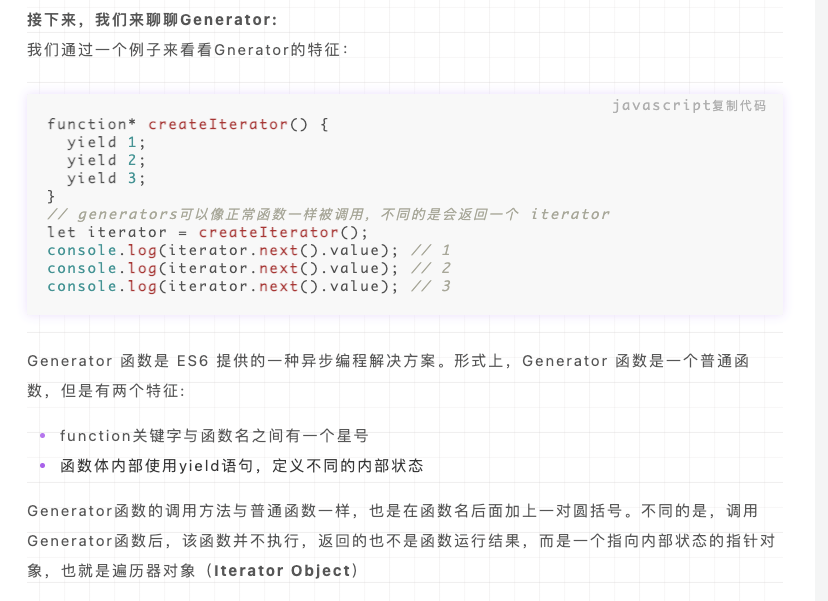 接下来，我们来聊聊Generator:
我们通过一个例子来看看Gnerator的特征：
javascript复制代码
function* createIterator() {
  yield 1;
  yield 2;
  yield 3;
}
// generators可以像正常函数一样被调用，不同的是会返回一个 iterator
let iterator = createIterator();
console.log(iterator.next().value); // 1
console.log(iterator.next().value); // 2
console.log(iterator.next().value); // 3
Generator 函数是 ES6 提供的一种异步编程解决方案。形式上，Generator 函数是一个普通函
数，但是有两个特征:
• function关键字与函数名之间有一个星号
• 函数体内部使用yield语句，定义不同的内部状态
Generator函数的调用方法与普通函数一样，也是在函数名后面加上一对圆括号。不同的是，调用
Generator函数后，该函数并不执行，返回的也不是函数运行结果，而是一个指向内部状态的指针对
象，也就是遍历器对象（Iterator Object）